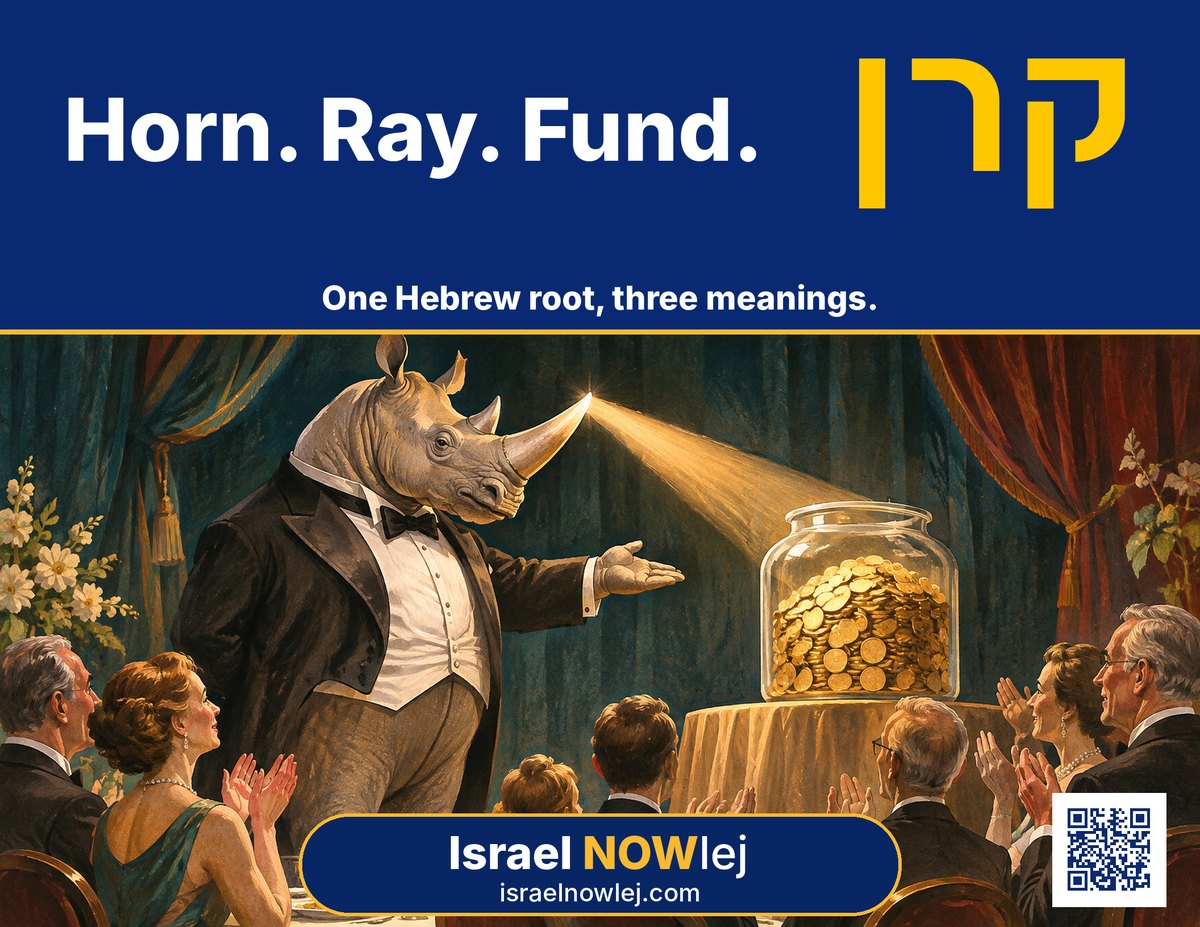 Horn. Ray. Fund. קרן
One Hebrew root, three meanings.
Israel NOWlej
israelnowlej.com